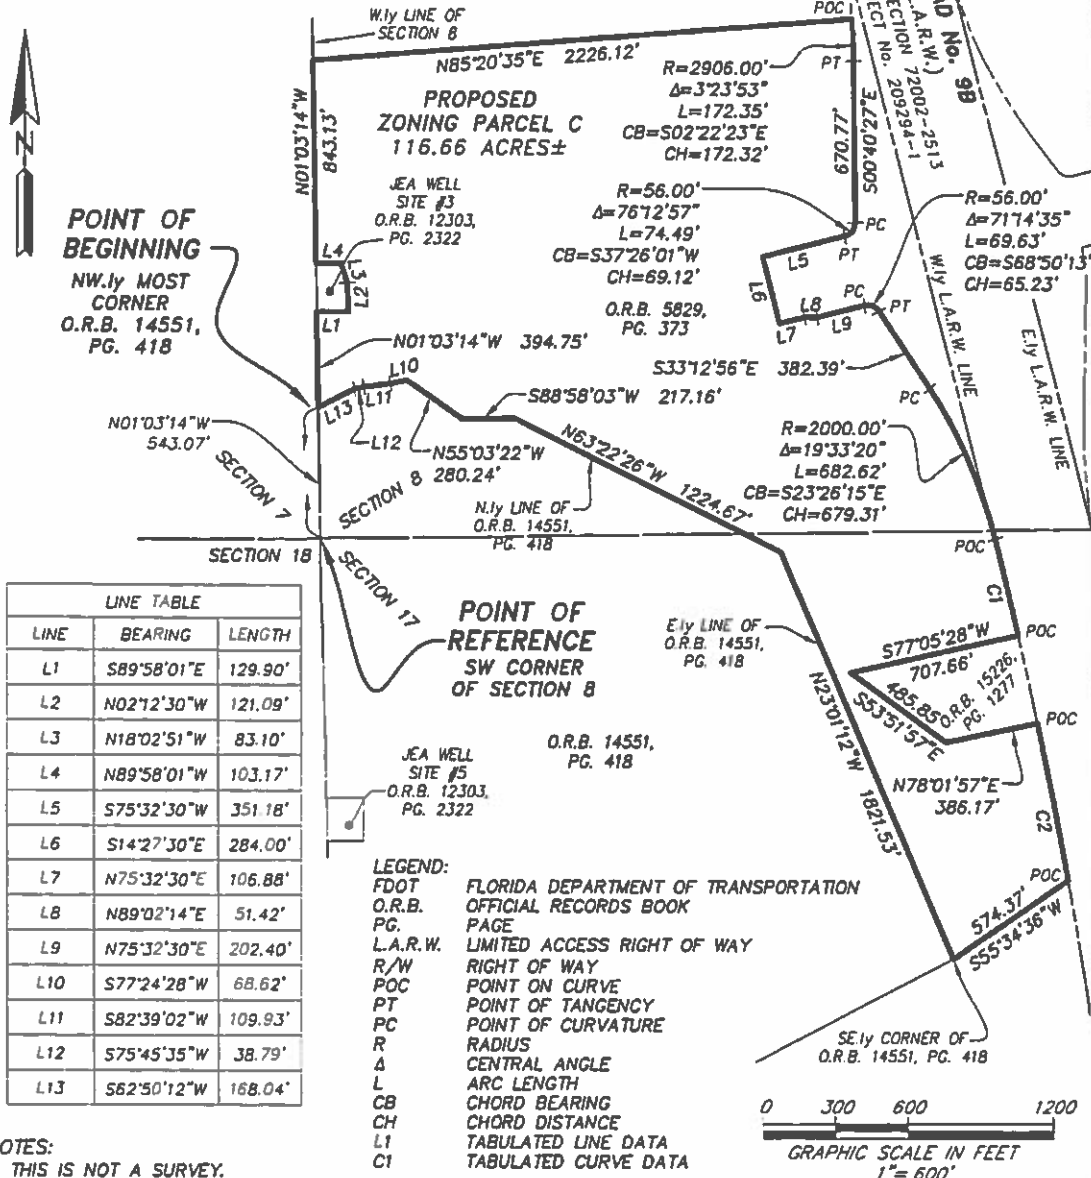 W.ly LINE OF
SECTION 8
POC
N85°20'35"E 2226.12'
PT
R=2906.00'
Δ=3°23'53"
L=172.35'
CB=S02°22'23"E
CH=172.32'
PROPOSED
ZONING PARCEL C
116.66 ACRES±
N01°03'14"W
843.13'
670.77'
AD No. 9B
ECTION 72002-2513
ECT No. 209294-1
N
JEA WELL
SITE #3
O.R.B. 12303,
PG. 2322
POINT OF
BEGINNING
NW.ly MOST
CORNER
O.R.B. 14551,
PG. 418
L4
L3
L2
L1
R=56.00'
Δ=76°12'57"
L=74.49'
CB=S37°26'01"W
CH=69.12'
PC
PT
L5
L6
O.R.B. 5829,
PG. 373
R=56.00'
Δ=71°14'35"
L=69.63'
CB=S68°50'13"
CH=65.23'
W.ly L.A.R.W. LINE
E.ly L.A.R.W. LINE
PC
L8
L7
L9
PT
N01°03'14"W 394.75'
S33°12'56"E 382.39'
L10
L11
L13
L12
S88°58'03"W 217.16'
PC
N01°03'14"W
543.07'
N55°03'22"W
280.24'
R=2000.00'
Δ=19°33'20"
L=682.62'
CB=S23°26'15"E
CH=679.31'
SECTION 7
SECTION 8
N63°22'26"W 1224.67'
N.ly LINE OF
O.R.B. 14551,
PG. 418
POC
SECTION 18
SECTION 17
C1
POINT OF
REFERENCE
SW CORNER
OF SECTION 8
E.ly LINE OF
O.R.B. 14551,
PG. 418
S77°05'28"W
707.66'
POC
485.85'
S53°51'57"E
O.R.B. 15226,
PG. 1277
POC
N78°01'57"E
386.17'
N23°01'12"W 1821.53'
C2
JEA WELL
SITE #5
O.R.B. 12303,
PG. 2322
O.R.B. 14551,
PG. 418
POC
574.37'
S55°34'36"W
SE.ly CORNER OF
O.R.B. 14551, PG. 418
LINE TABLE
LINE BEARING LENGTH
L1 S89°58'01"E 129.90'
L2 N02°12'30"W 121.09'
L3 N18°02'51"W 83.10'
L4 N89°58'01"W 103.17'
L5 S75°32'30"W 351.18'
L6 S14°27'30"E 284.00'
L7 N75°32'30"E 106.88'
L8 N89°02'14"E 51.42'
L9 N75°32'30"E 202.40'
L10 S77°24'28"W 68.62'
L11 S82°39'02"W 109.93'
L12 S75°45'35"W 38.79'
L13 S62°50'12"W 168.04'
LEGEND:
FDOT FLORIDA DEPARTMENT OF TRANSPORTATION
O.R.B. OFFICIAL RECORDS BOOK
PG. PAGE
L.A.R.W. LIMITED ACCESS RIGHT OF WAY
R/W RIGHT OF WAY
POC POINT ON CURVE
PT POINT OF TANGENCY
PC POINT OF CURVATURE
R RADIUS
Δ CENTRAL ANGLE
L ARC LENGTH
CB CHORD BEARING
CH CHORD DISTANCE
L1 TABULATED LINE DATA
C1 TABULATED CURVE DATA
0 300 600 1200
GRAPHIC SCALE IN FEET
1"= 600'
OTES:
THIS IS NOT A SURVEY.